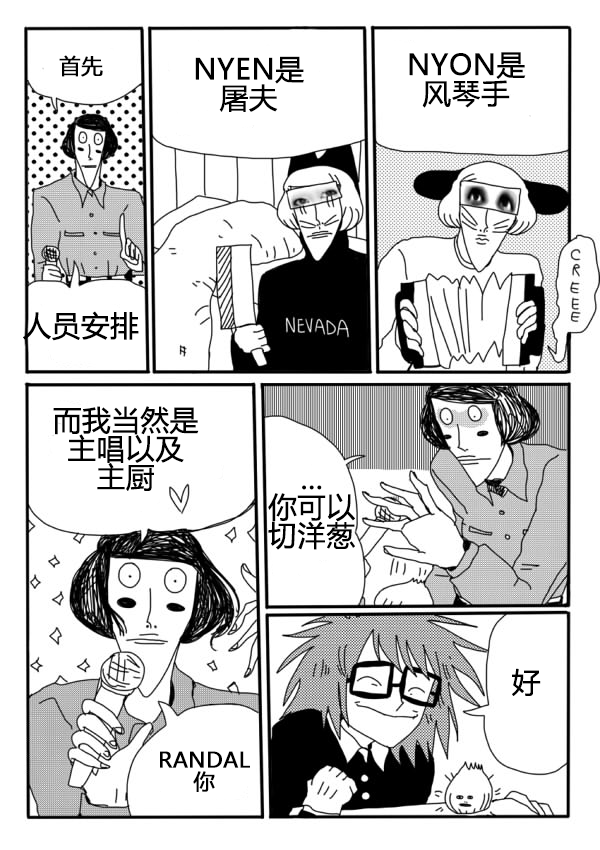 首先
人员安排
NYEN是
屠夫
NEVADA
NYON是
风琴手
CREEE
而我当然是
主唱以及
主厨
RANDAL
你
...
你可以
切洋葱
好